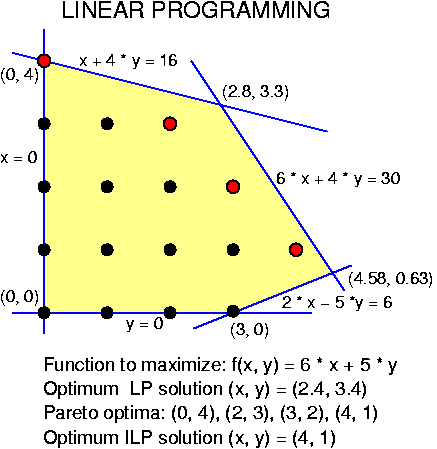 LINEAR PROGRAMMING
x + 4 * y = 16
(0, 4)
(2.8, 3.3)
x = 0
6 * x + 4 * y = 30
(4.58, 0.63)
(0, 0)
2 * x - 5 *y = 6
y = 0
(3, 0)
Function to maximize: f(x, y) = 6 * x + 5 * y
Optimum LP solution (x, y) = (2.4, 3.4)
Pareto optima: (0, 4), (2, 3), (3, 2), (4, 1)
Optimum ILP solution (x, y) = (4, 1)